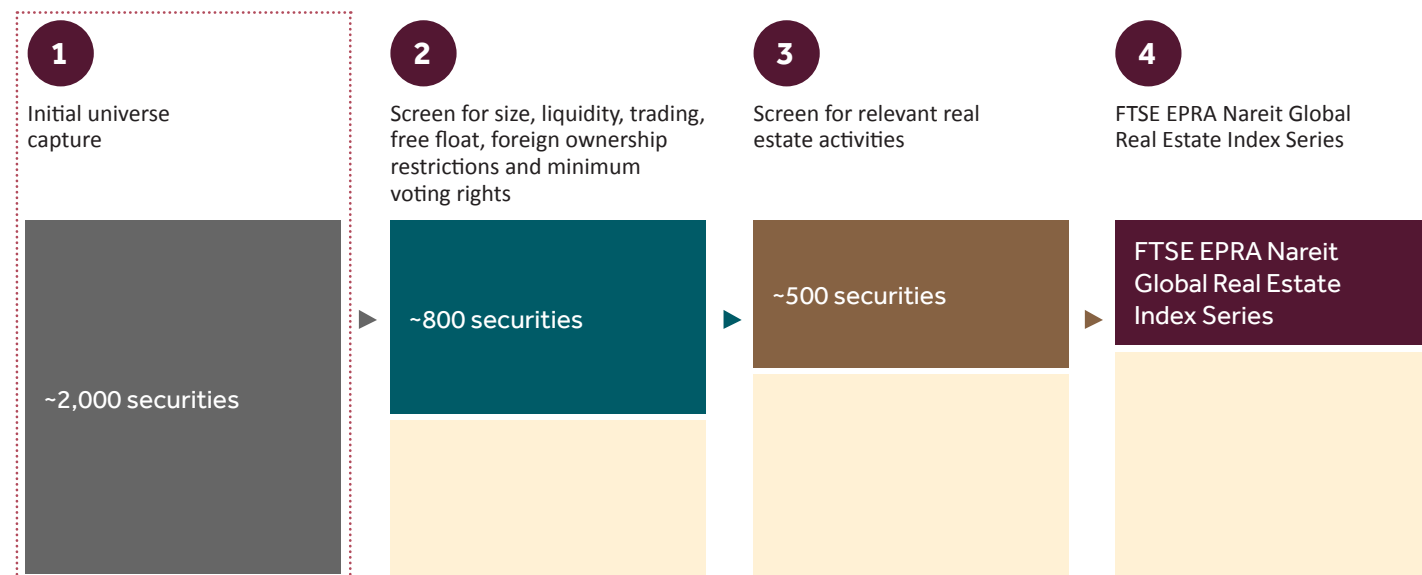 1
Initial universe
capture
2
Screen for size, liquidity, trading,
free float, foreign ownership
restrictions and minimum
voting rights
3
Screen for relevant real
estate activities
4
FTSE EPRA Nareit Global
Real Estate Index Series
~2,000 securities
~800 securities
~500 securities
FTSE EPRA Nareit
Global Real Estate
Index Series